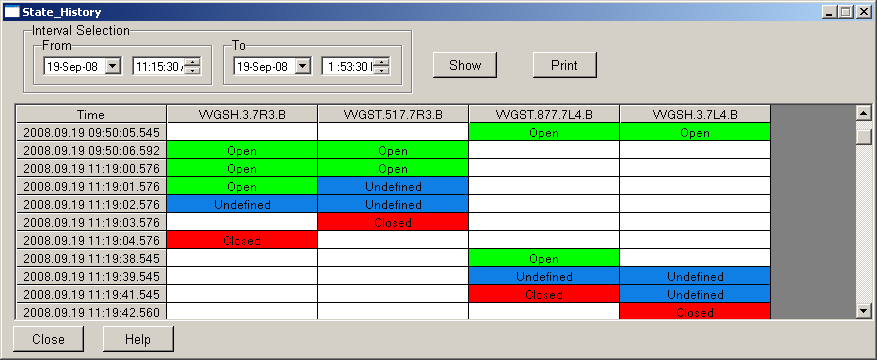 State_History
Interval Selection
From To
19-Sep-08 11:15:30 19-Sep-08 1 :53:30 Show Print
Time VVGSH.3.7R3.B VVGST.517.7R3.B VVGST.877.7L4.B VVGSH.3.7L4.B
2008.09.19 09:50:05.545 Open Open
2008.09.19 09:50:06.592 Open Open
2008.09.19 11:19:00.576 Open Open
2008.09.19 11:19:01.576 Open Undefined
2008.09.19 11:19:02.576 Undefined Undefined
2008.09.19 11:19:03.576 Closed
2008.09.19 11:19:04.576 Closed
2008.09.19 11:19:38.545 Open
2008.09.19 11:19:39.545 Undefined Undefined
2008.09.19 11:19:41.545 Closed Undefined
2008.09.19 11:19:42.560 Closed
Close Help